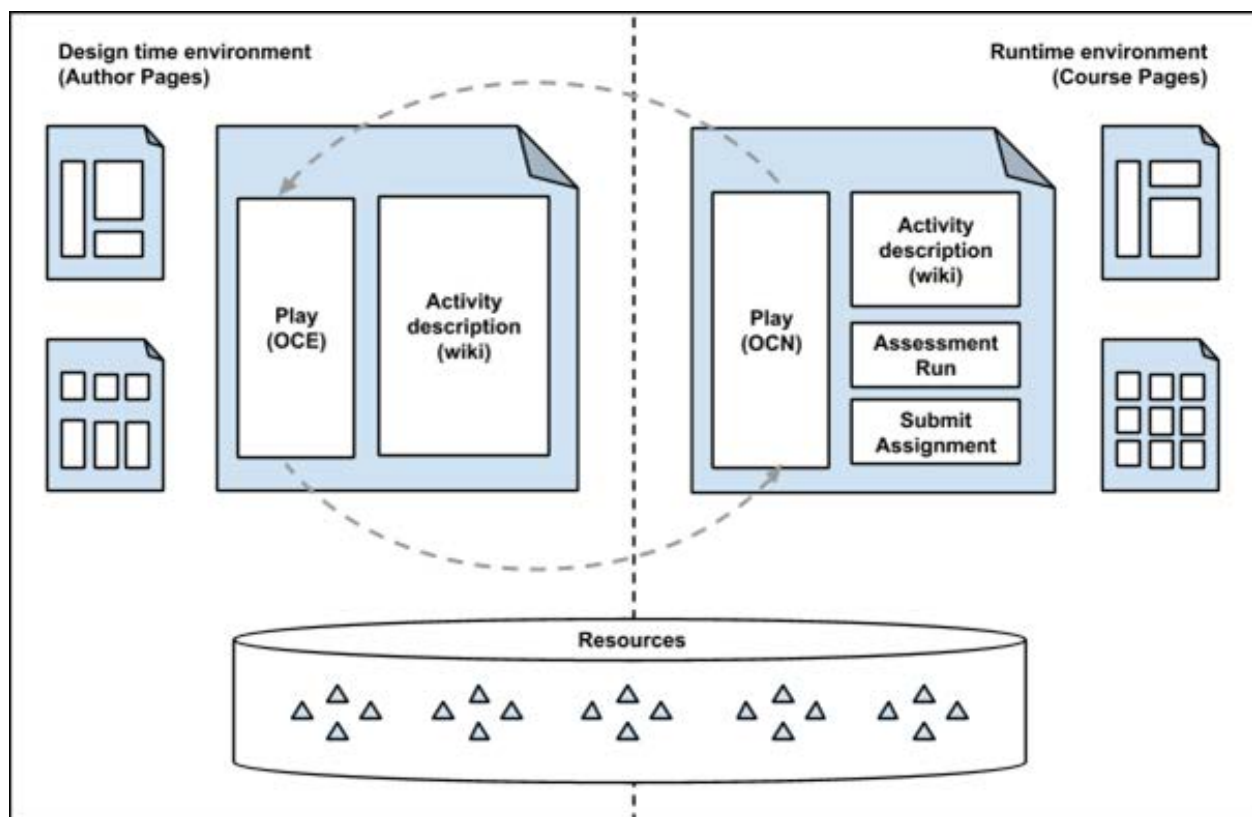 Design time environment
(Author Pages)
Runtime environment
(Course Pages)
Play
(OCE)
Activity
description
(wiki)
Play
(OCN)
Activity
description
(wiki)
Assessment
Run
Submit
Assignment
Resources